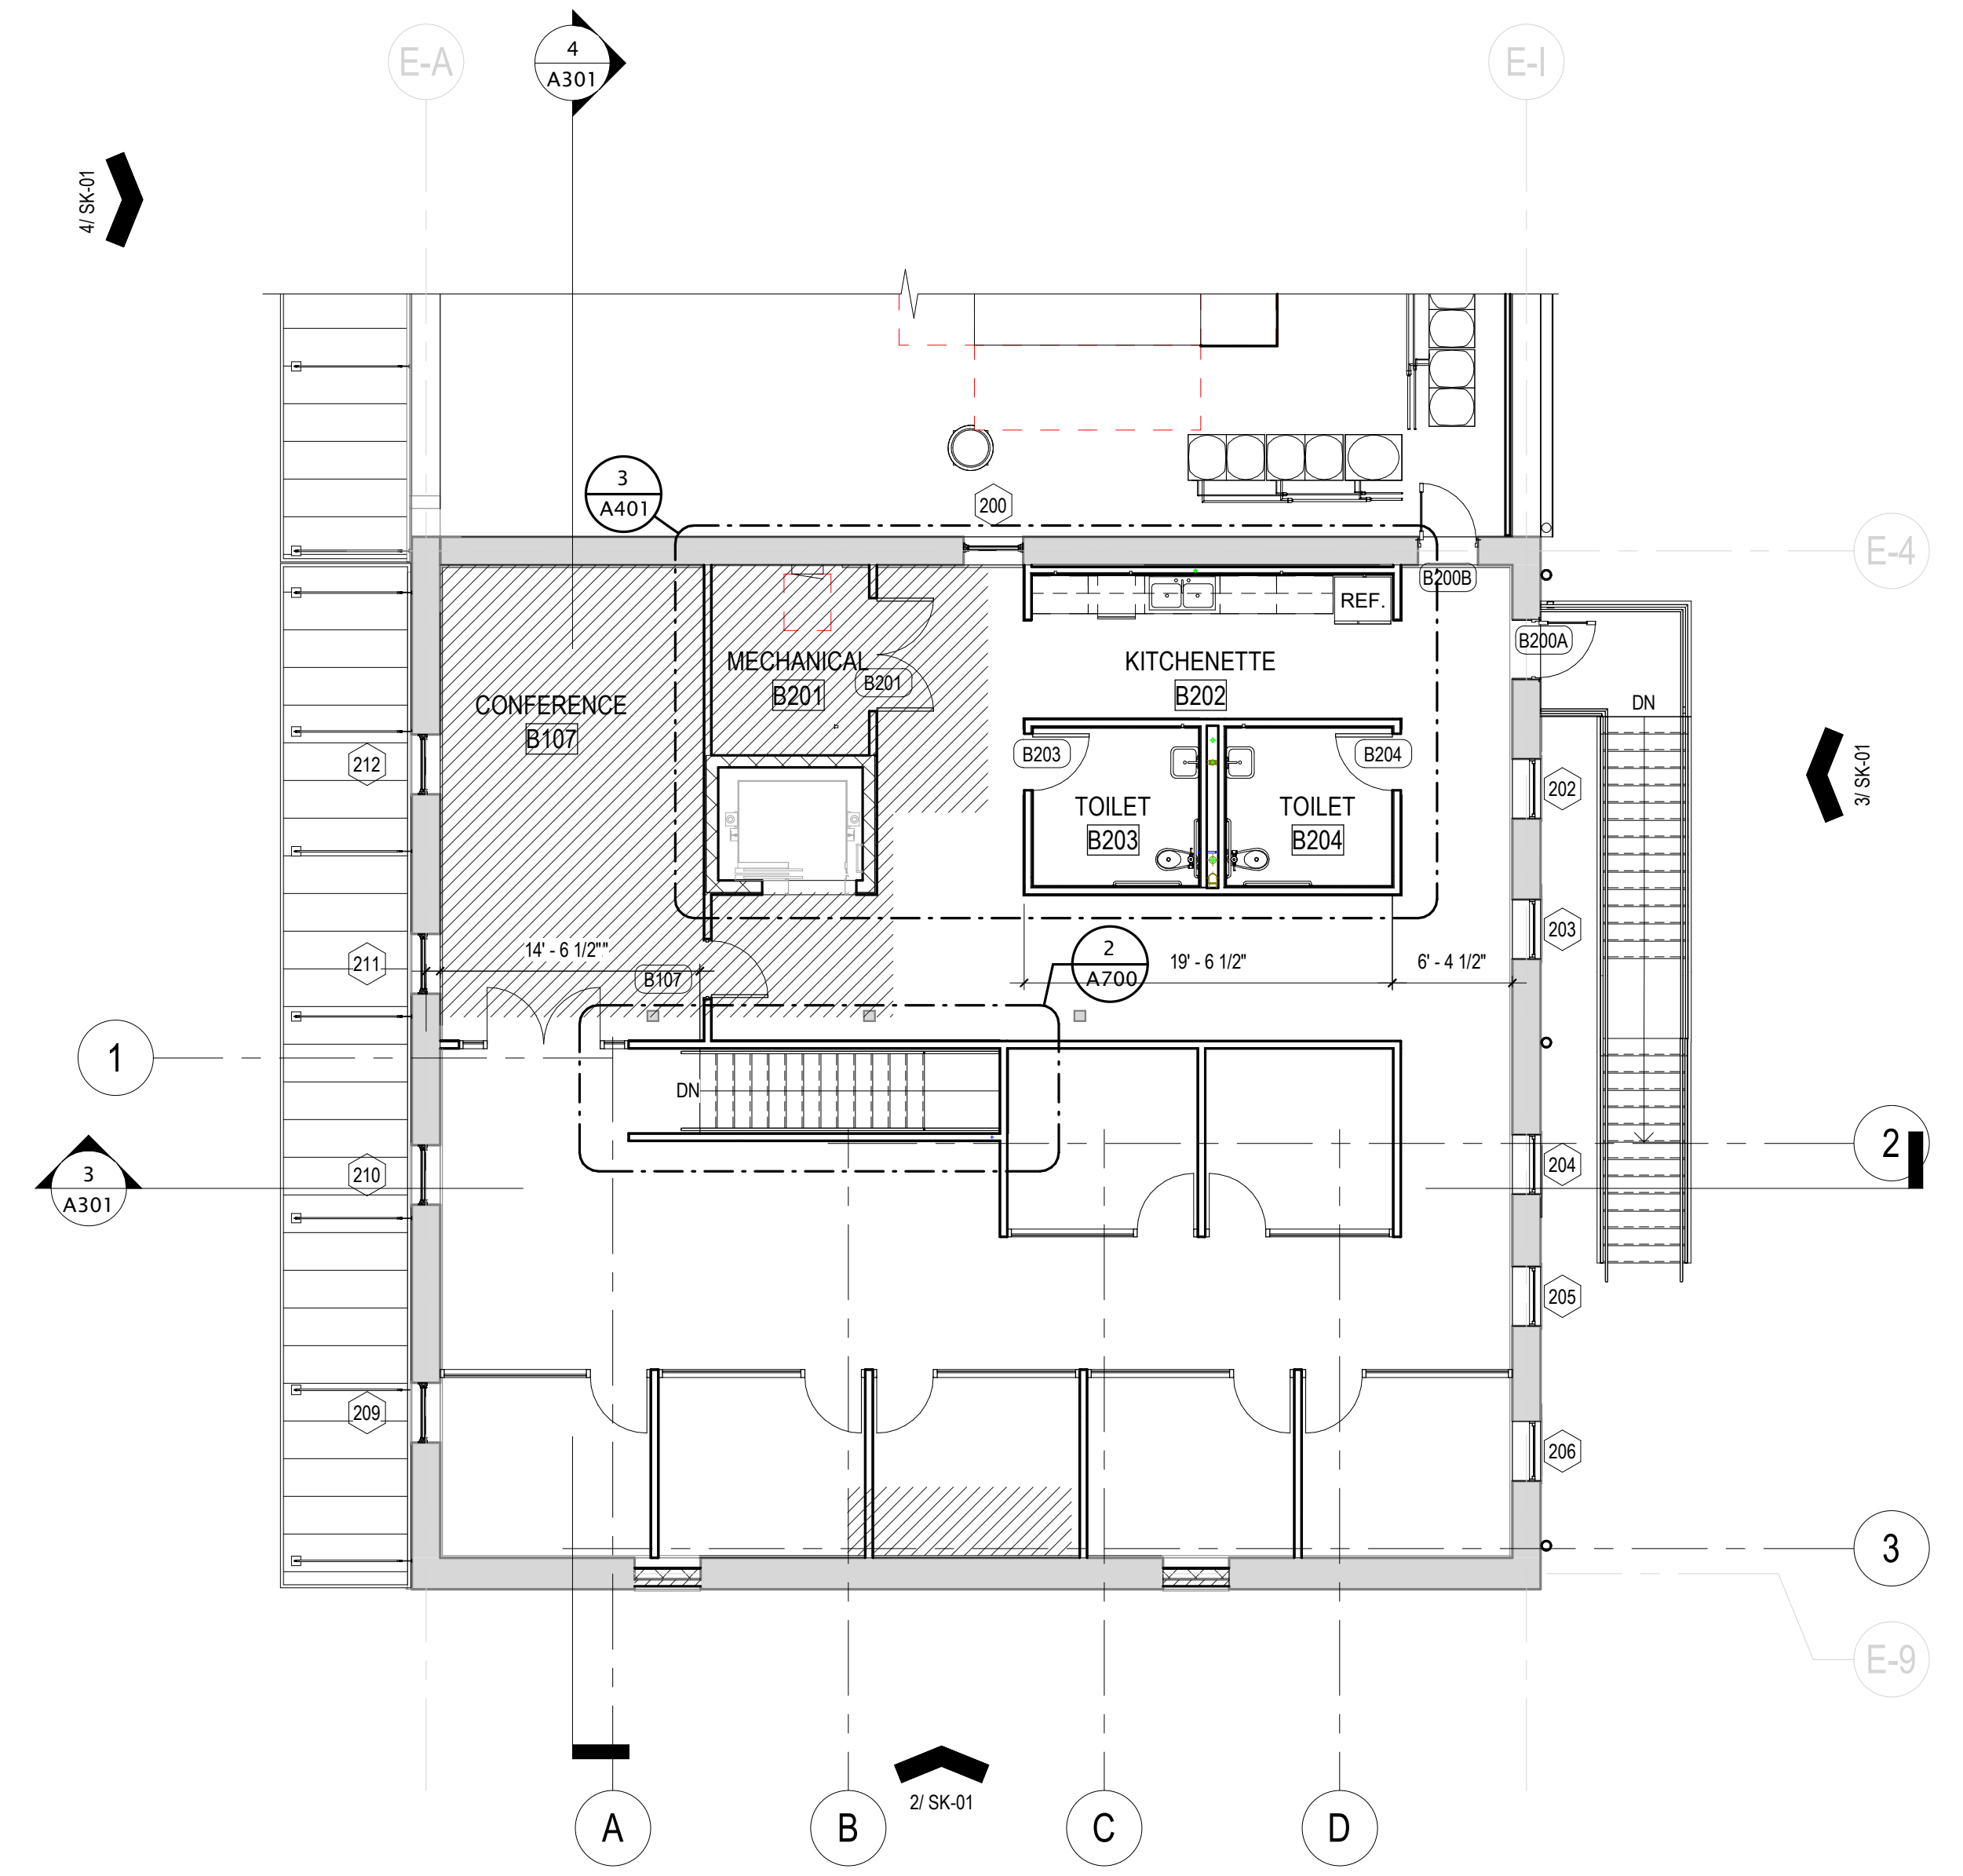 E-A
4
A301
E-I
4/ SK-01
3
A401
200
E-4
B200B
REF.
B200A
MECHANICAL
B201
B201
KITCHENETTE
B202
CONFERENCE
B107
DN
212
B203
B204
202
3/ SK-01
TOILET
B203
TOILET
B204
203
211
14' - 6 1/2""
B107
2
A700
19' - 6 1/2"
6' - 4 1/2"
1
DN
2
3
A301
210
204
205
209
206
3
E-9
2/ SK-01
A
B
C
D